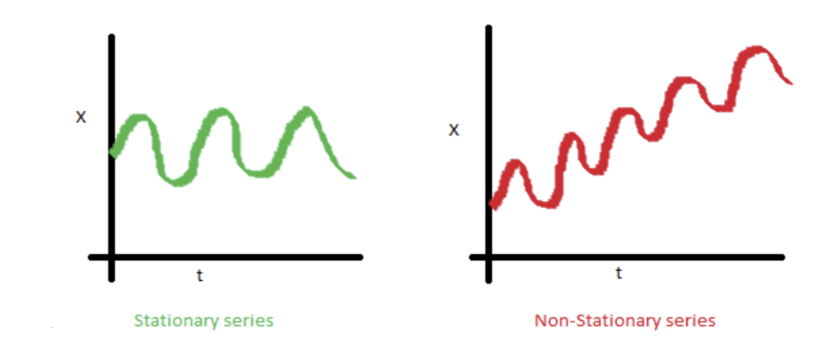 x
t
Stationary series
x
t
Non-Stationary series